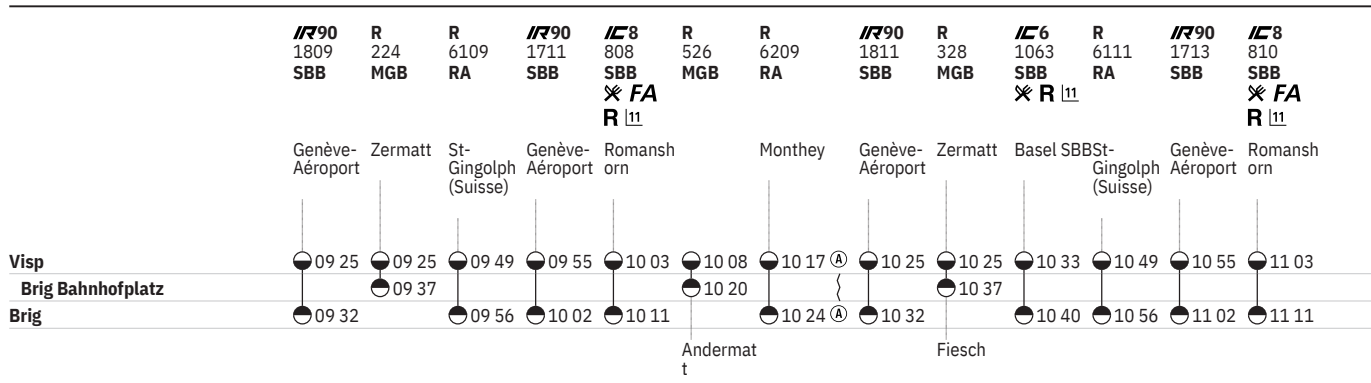 IR90 R R IR90 IC8 R R IR90 R IC6 R IR90 IC8
1809 224 6109 1711 808 526 6209 1811 328 1063 6111 1713 810
SBB MGB RA SBB SBB MGB RA SBB MGB SBB RA SBB SBB
FA R 11 FA
R 11 R 11
Genève- Zermatt St- Genève- Romansh Monthey Genève- Zermatt Basel SBB St- Genève- Romansh
Aéroport Gingolph Aéroport orn Aéroport Gingolph Aéroport orn
(Suisse) (Suisse)
Visp 09 25 09 25 09 49 09 55 10 03 10 08 10 17 A 10 25 10 25 10 33 10 49 10 55 11 03
Brig Bahnhofplatz 09 37 10 20 10 37
Brig 09 32 09 56 10 02 10 11 10 24 A 10 32 10 40 10 56 11 02 11 11
Andermat Fiesch
t